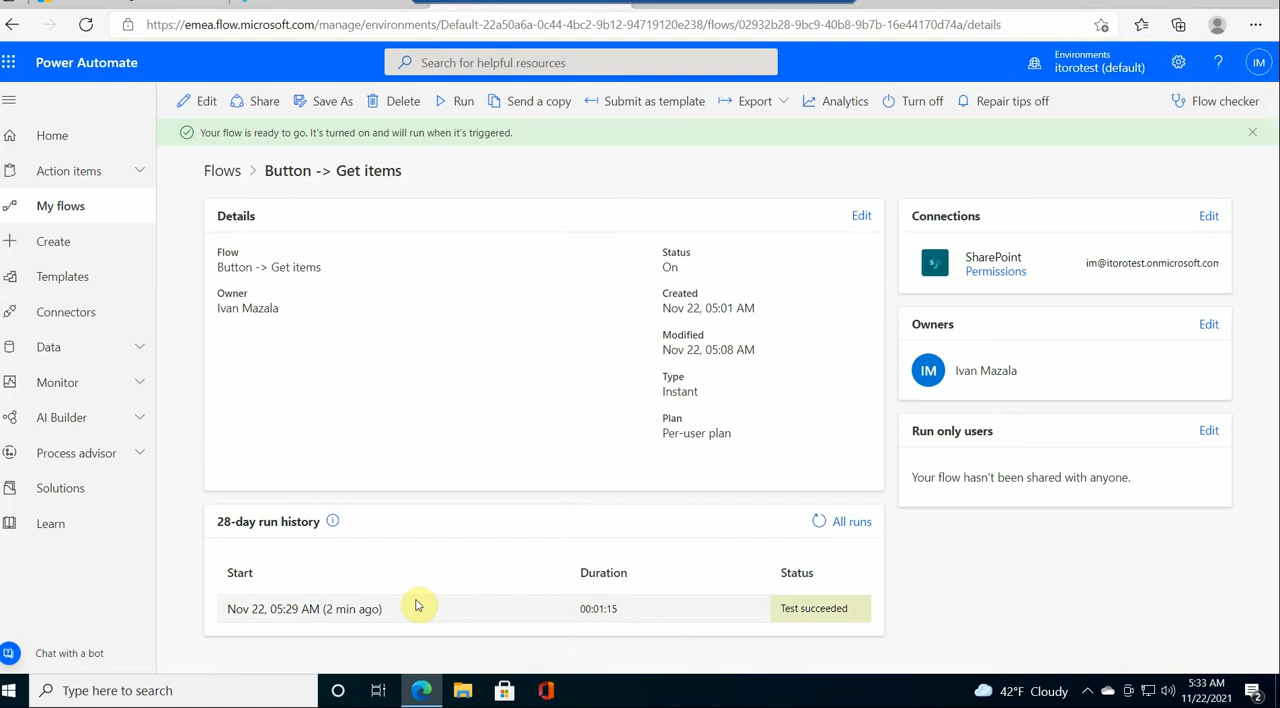 https://emea.flow.microsoft.com/manage/environments/Default-22a50a6a-0c44-4bc2-9b12-94719120e238/flows/02932b28-9bc9-40b8-9b7b-16e44170d74a/details
Power Automate
Search for helpful resources
Environments
itorotest (default)
?
IM
Edit
Share
Save As
Delete
Run
Send a copy
Submit as template
Export
Analytics
Turn off
Repair tips off
Flow checker
Your flow is ready to go. It's turned on and will run when it's triggered.
Home
Action items
My flows
Create
Templates
Connectors
Data
Monitor
AI Builder
Process advisor
Solutions
Learn
Chat with a bot
Flows > Button -> Get items
Details
Edit
Flow
Button -> Get items
Owner
Ivan Mazala
Status
On
Created
Nov 22, 05:01 AM
Modified
Nov 22, 05:08 AM
Type
Instant
Plan
Per-user plan
Connections
Edit
SharePoint
Permissions
im@itorotest.onmicrosoft.com
Owners
Edit
IM
Ivan Mazala
Run only users
Edit
Your flow hasn't been shared with anyone.
28-day run history
All runs
Start
Duration
Status
Nov 22, 05:29 AM (2 min ago)
00:01:15
Test succeeded
Type here to search
42°F Cloudy
5:33 AM
11/22/2021
2